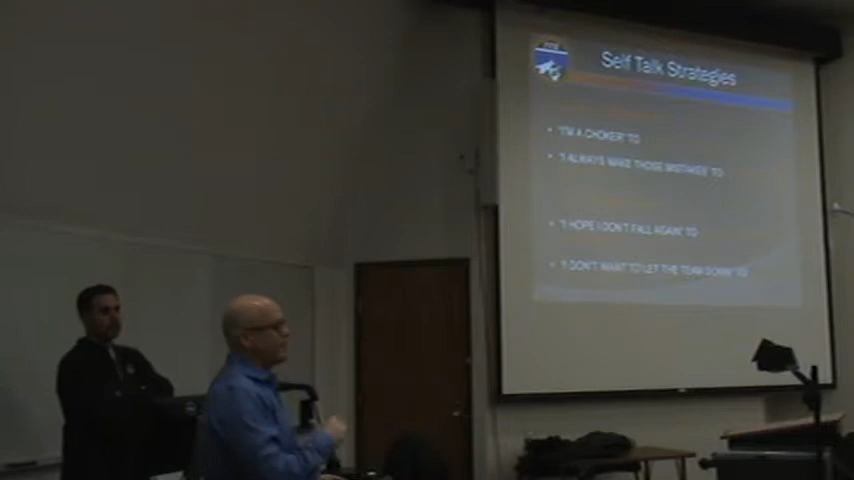 Self Talk Strategies
• "I'M A CHOKER" TO
• "I ALWAYS MAKE THOSE MISTAKES" TO
• "I HOPE I DON'T FALL AGAIN" TO
• "I DON'T WANT TO LET THE TEAM DOWN" TO